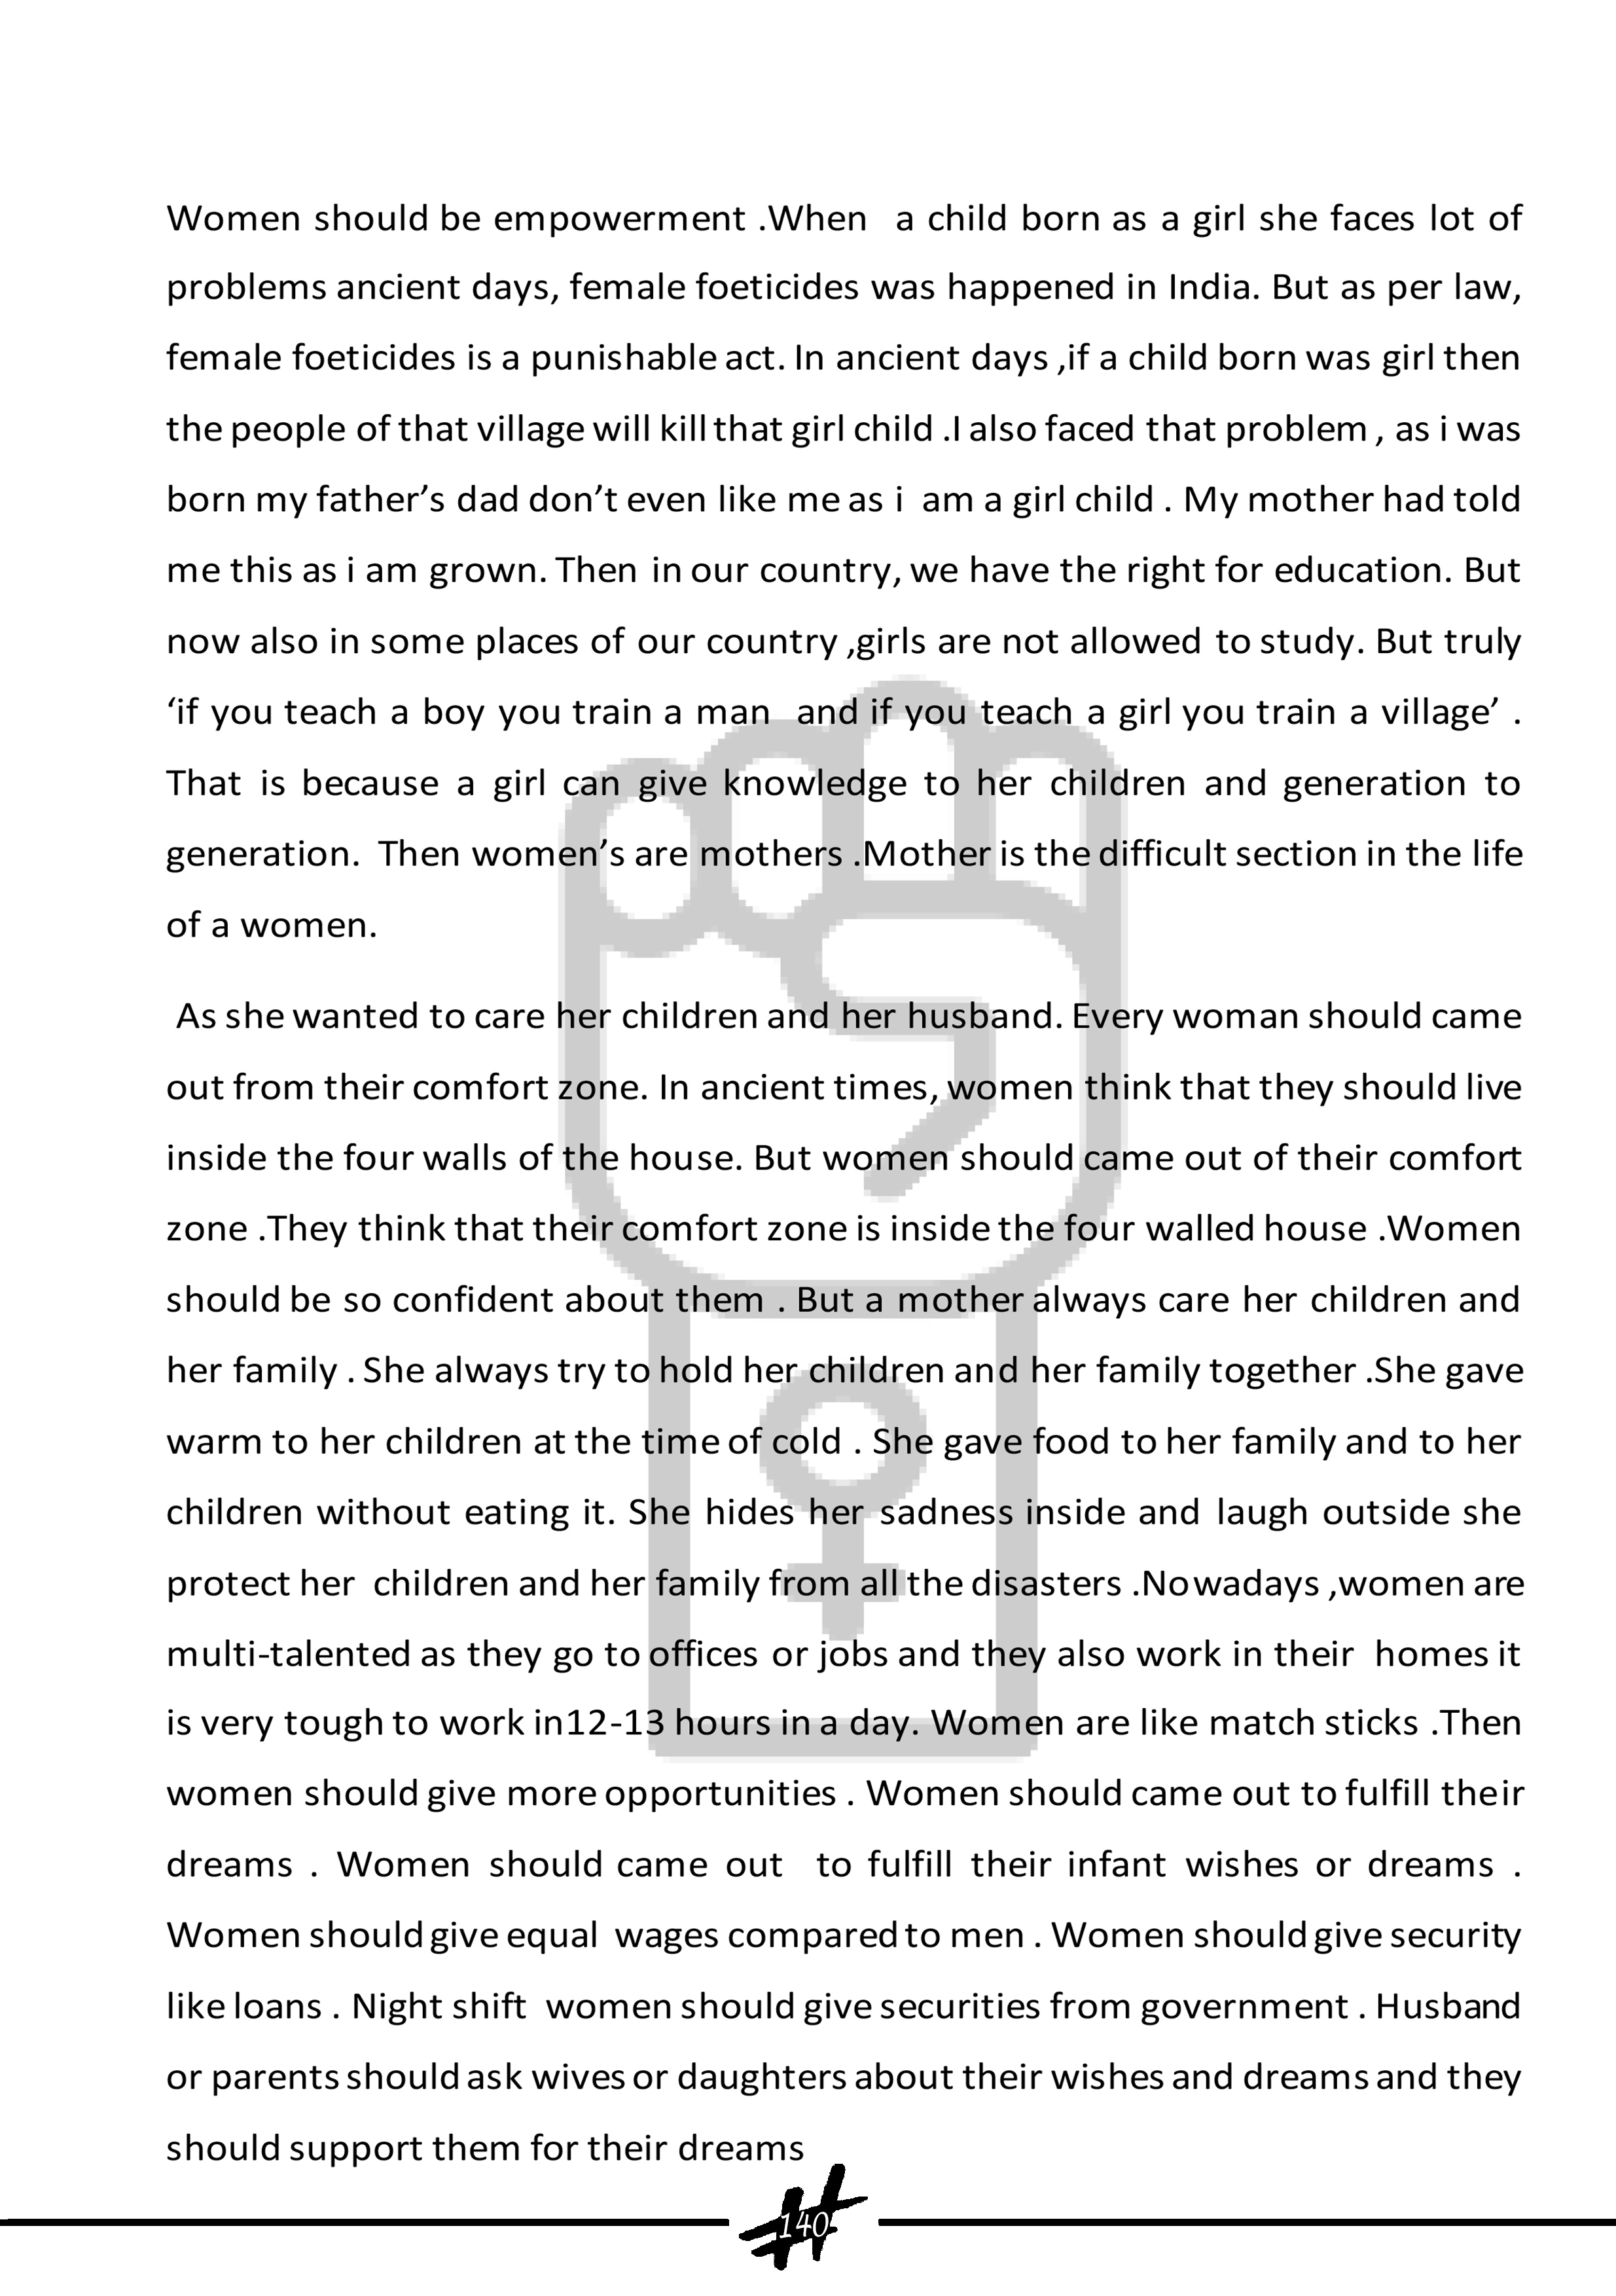 Women should be empowerment .When a child born as a girl she faces lot of
problems ancient days, female foeticides was happened in India. But as per law,
female foeticides is a punishable act. In ancient days ,if a child born was girl then
the people of that village will kill that girl child .I also faced that problem , as i was
born my father’s dad don’t even like me as i am a girl child . My mother had told
me this as i am grown. Then in our country, we have the right for education. But
now also in some places of our country ,girls are not allowed to study. But truly
‘if you teach a boy you train a man and if you teach a girl you train a village’ .
That is because a girl can give knowledge to her children and generation to
generation. Then women’s are mothers .Mother is the difficult section in the life
of a women.
As she wanted to care her children and her husband. Every woman should came
out from their comfort zone. In ancient times, women think that they should live
inside the four walls of the house. But women should came out of their comfort
zone .They think that their comfort zone is inside the four walled house .Women
should be so confident about them . But a mother always care her children and
her family . She always try to hold her children and her family together .She gave
warm to her children at the time of cold . She gave food to her family and to her
children without eating it. She hides her sadness inside and laugh outside she
protect her children and her family from all the disasters .Nowadays ,women are
multi-talented as they go to offices or jobs and they also work in their homes it
is very tough to work in12-13 hours in a day. Women are like match sticks .Then
women should give more opportunities . Women should came out to fulfill their
dreams . Women should came out to fulfill their infant wishes or dreams .
Women should give equal wages compared to men . Women should give security
like loans . Night shift women should give securities from government . Husband
or parents should ask wives or daughters about their wishes and dreams and they
should support them for their dreams
140